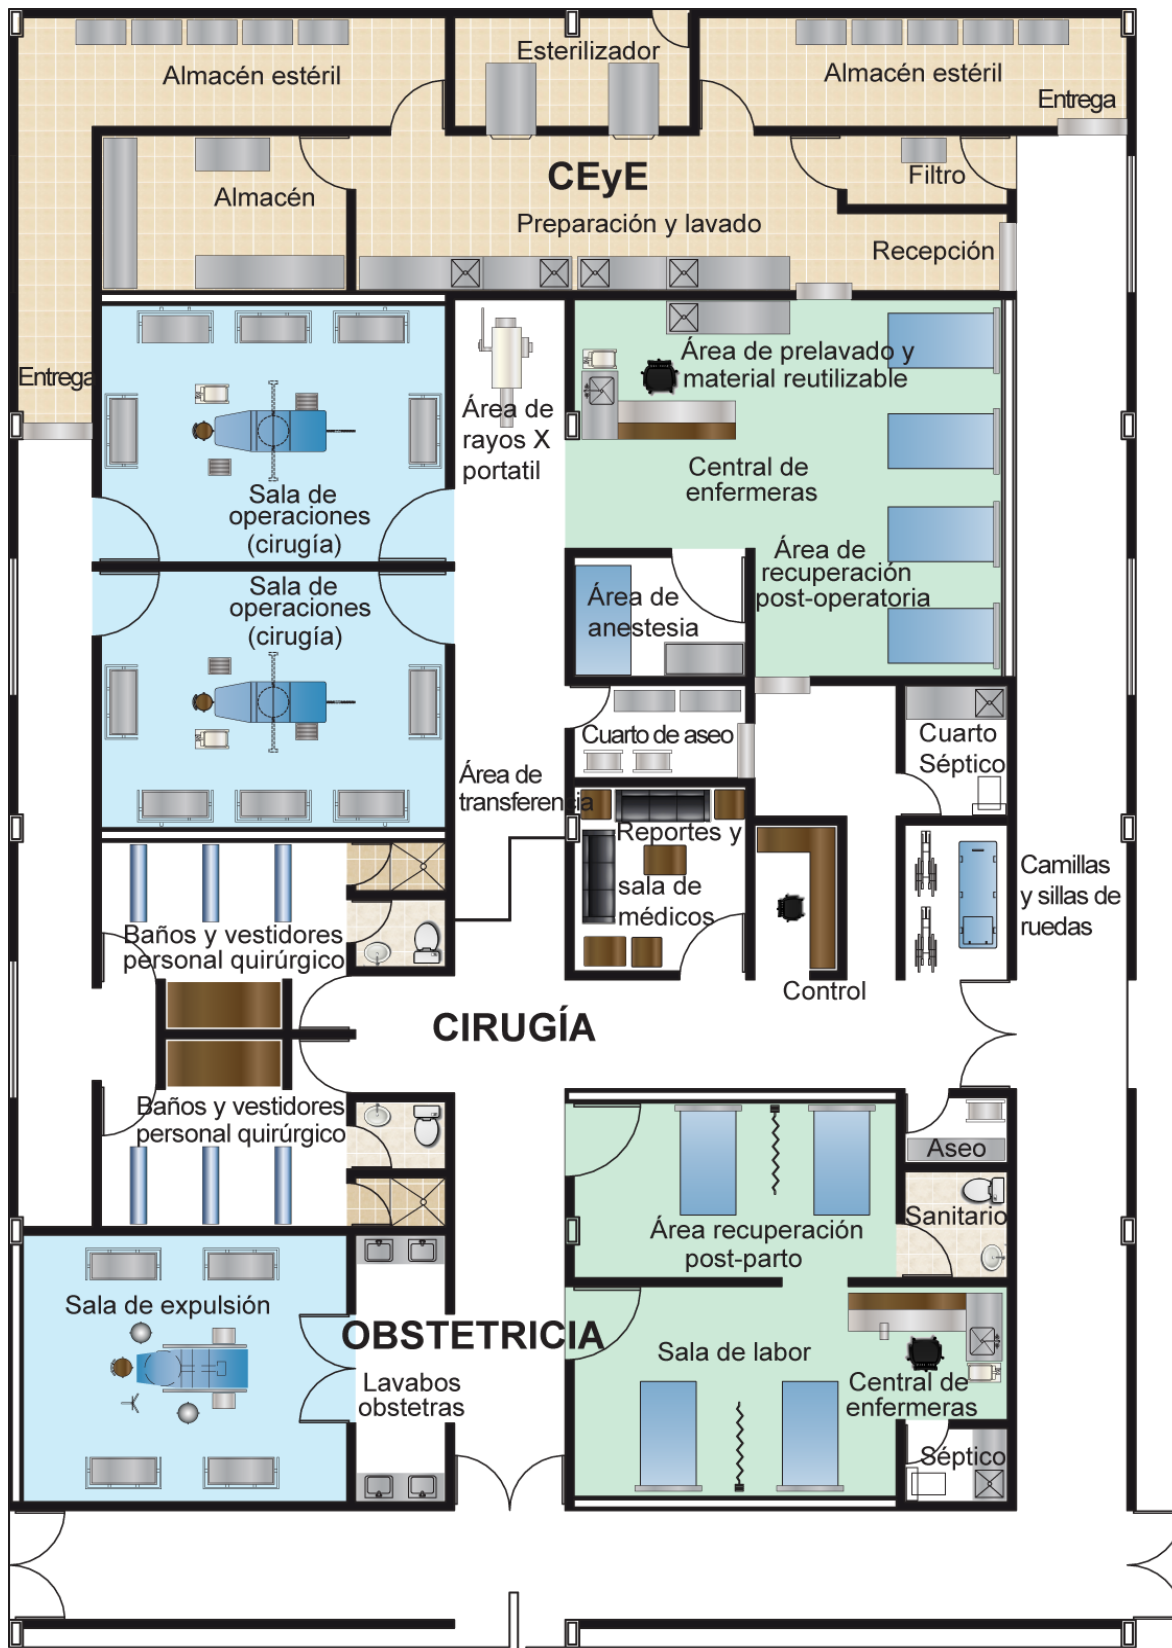 Esterilizador
Almacén estéril
Almacén estéril
Entrega
CEyE
Filtro
Almacén
Preparación y lavado
Recepción
Entrega
Área de prelavado y
material reutilizable
Área de
rayos X
portatil
Central de
enfermeras
Sala de
operaciones
(cirugía)
Área de
recuperación
post-operatoria
Sala de
operaciones
(cirugía)
Área de
anestesia
Cuarto de aseo
Cuarto
Séptico
Área de
transferencia
Reportes y
sala de
médicos
Camillas
y sillas de
ruedas
Baños y vestidores
personal quirúrgico
Control
CIRUGÍA
Baños y vestidores
personal quirúrgico
Aseo
Sanitario
Área recuperación
post-parto
Sala de expulsión
OBSTETRICIA
Sala de labor
Lavabos
obstetras
Central de
enfermeras
Séptico